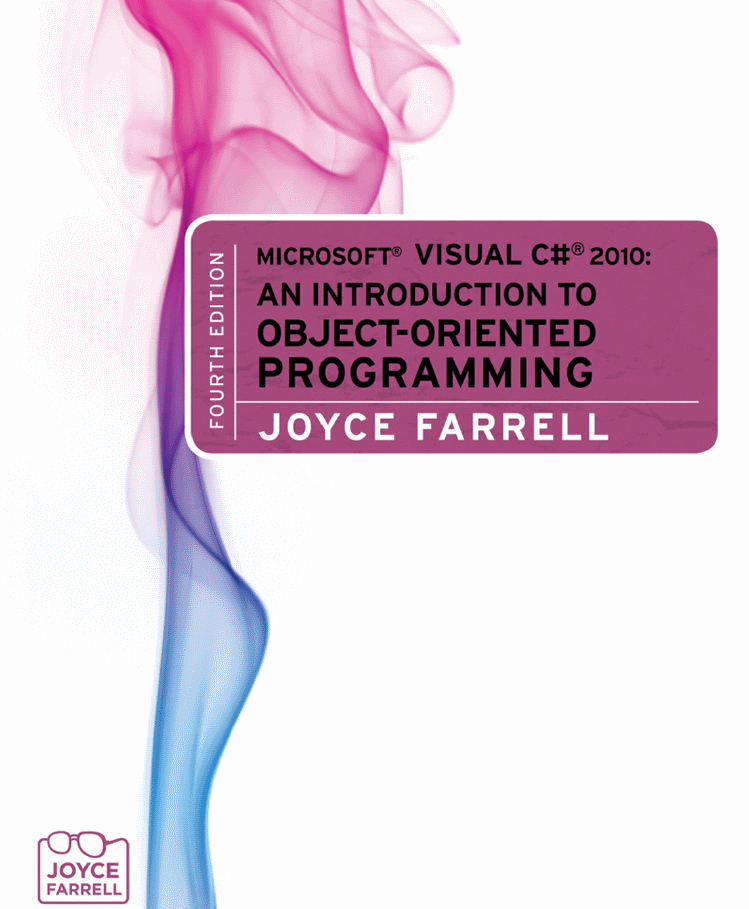 FOURTH EDITION
MICROSOFT® VISUAL C#® 2010:
AN INTRODUCTION TO
OBJECT-ORIENTED
PROGRAMMING
JOYCE FARRELL
JOYCE
FARRELL